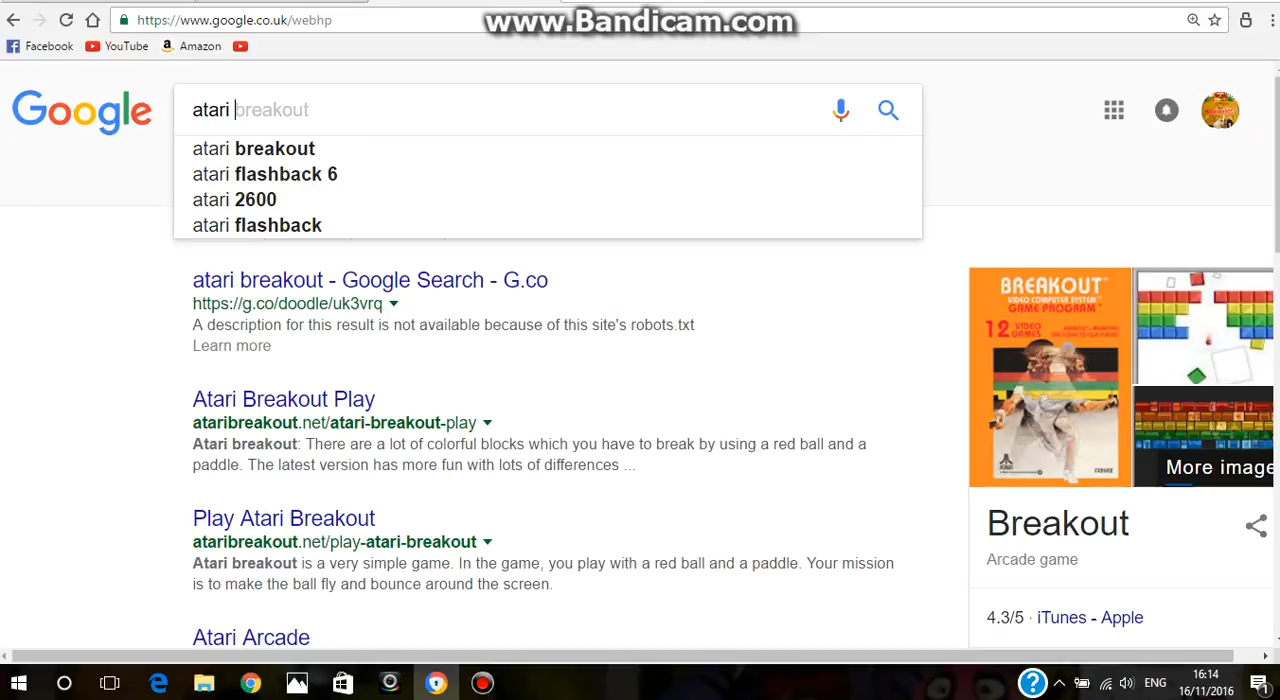 https://www.google.co.uk/webhp
www.Bandicam.com
Facebook
YouTube
Amazon
Google
atari breakout
atari breakout
atari flashback 6
atari 2600
atari flashback
atari breakout - Google Search - G.co
https://g.co/doodle/uk3vrq
A description for this result is not available because of this site's robots.txt
Learn more
Atari Breakout Play
ataribreakout.net/atari-breakout-play
Atari breakout: There are a lot of colorful blocks which you have to break by using a red ball and a
paddle. The latest version has more fun with lots of differences ...
Play Atari Breakout
ataribreakout.net/play-atari-breakout
Atari breakout is a very simple game. In the game, you play with a red ball and a paddle. Your mission
is to make the ball fly and bounce around the screen.
Atari Arcade
BREAKOUT™
VIDEO COMPUTER SYSTEM™
GAME PROGRAM™
12 VIDEO
GAMES
ATARI
More image
Breakout
Arcade game
4.3/5 · iTunes - Apple
ENG
16:14
16/11/2016
1